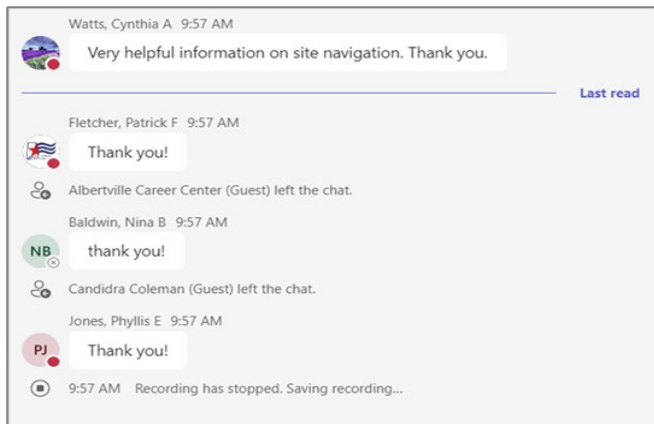 Watts, Cynthia A 9:57 AM
Very helpful information on site navigation. Thank you.
Last read
Fletcher, Patrick F 9:57 AM
Thank you!
Albertville Career Center (Guest) left the chat.
Baldwin, Nina B 9:57 AM
NB
thank you!
Candidra Coleman (Guest) left the chat.
Jones, Phyllis E 9:57 AM
PJ
Thank you!
9:57 AM Recording has stopped. Saving recording...